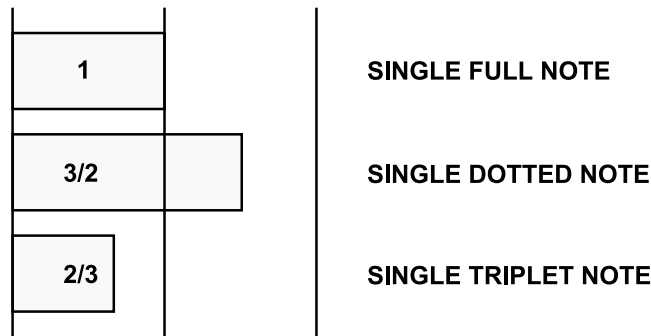 1 SINGLE FULL NOTE
3/2 SINGLE DOTTED NOTE
2/3 SINGLE TRIPLET NOTE